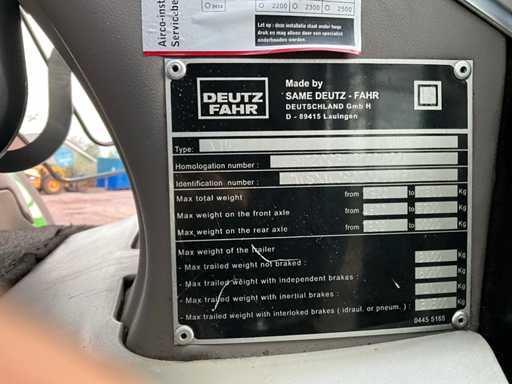 Airco-inst
Service:be
2200 2300 2500
Let op : deze installatie staat onder hoge
druk en mag alleen door een specialist
onderhouden worden
DEUTZ
FAHR
Made by
SAME DEUTZ - FAHR
DEUTSCHLAND GmbH
D - 89415 Lauingen
Type:
Homologation number :
Identification number :
Max total weight from to Kg
Max weight on the front axle from to Kg
Max weight on the rear axle from to Kg
Max weight of the trailer
- Max trailed weight not braked : Kg
- Max trailed weight with independent brakes : Kg
- Max trailed weight with inertial brakes : Kg
- Max trailed weight with interloked brakes ( idraul. or pneum. ) : Kg
0445 5165